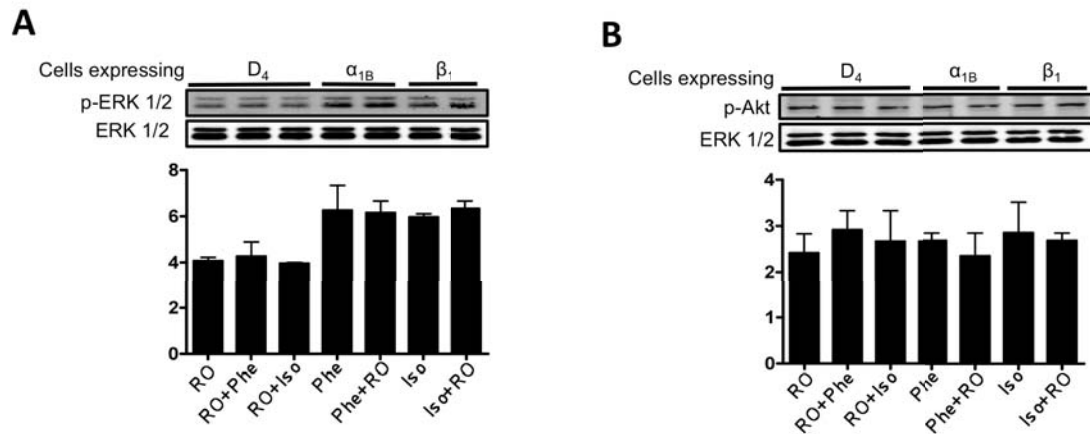 A
Cells expressing D₄ α₁B β₁
p-ERK 1/2
ERK 1/2
8
6
4
2
0
RO RO+Phe RO+Iso Phe Phe+RO Iso Iso+RO
B
Cells expressing D₄ α₁B β₁
p-Akt
ERK 1/2
4
3
2
1
0
RO RO+Phe RO+Iso Phe Phe+RO Iso Iso+RO